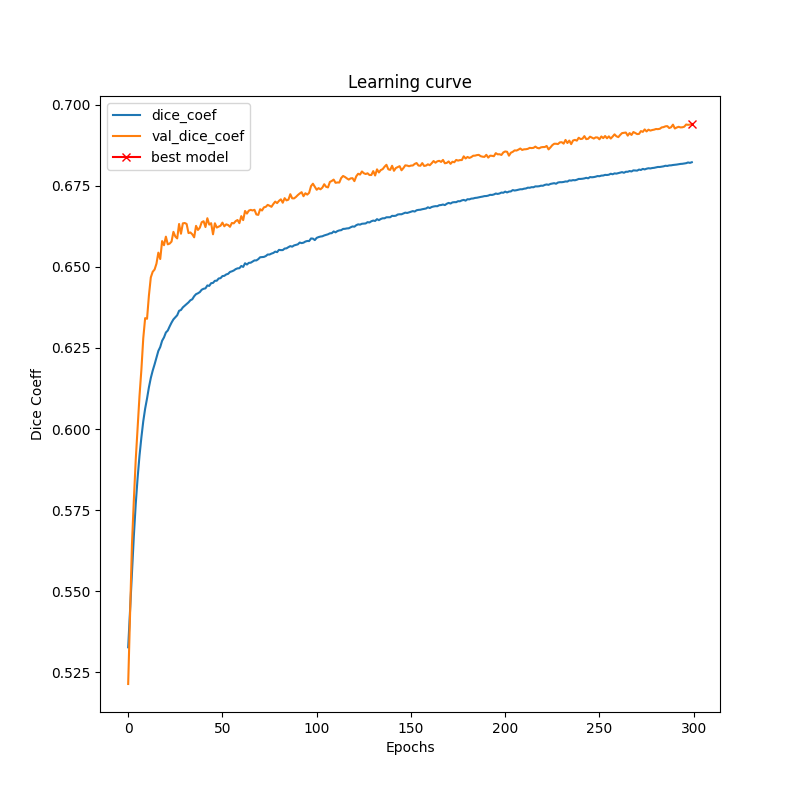 Learning curve
dice_coef
val_dice_coef
best model
0.700
0.675
0.650
0.625
0.600
0.575
0.550
0.525
Dice Coeff
0 50 100 150 200 250 300
Epochs